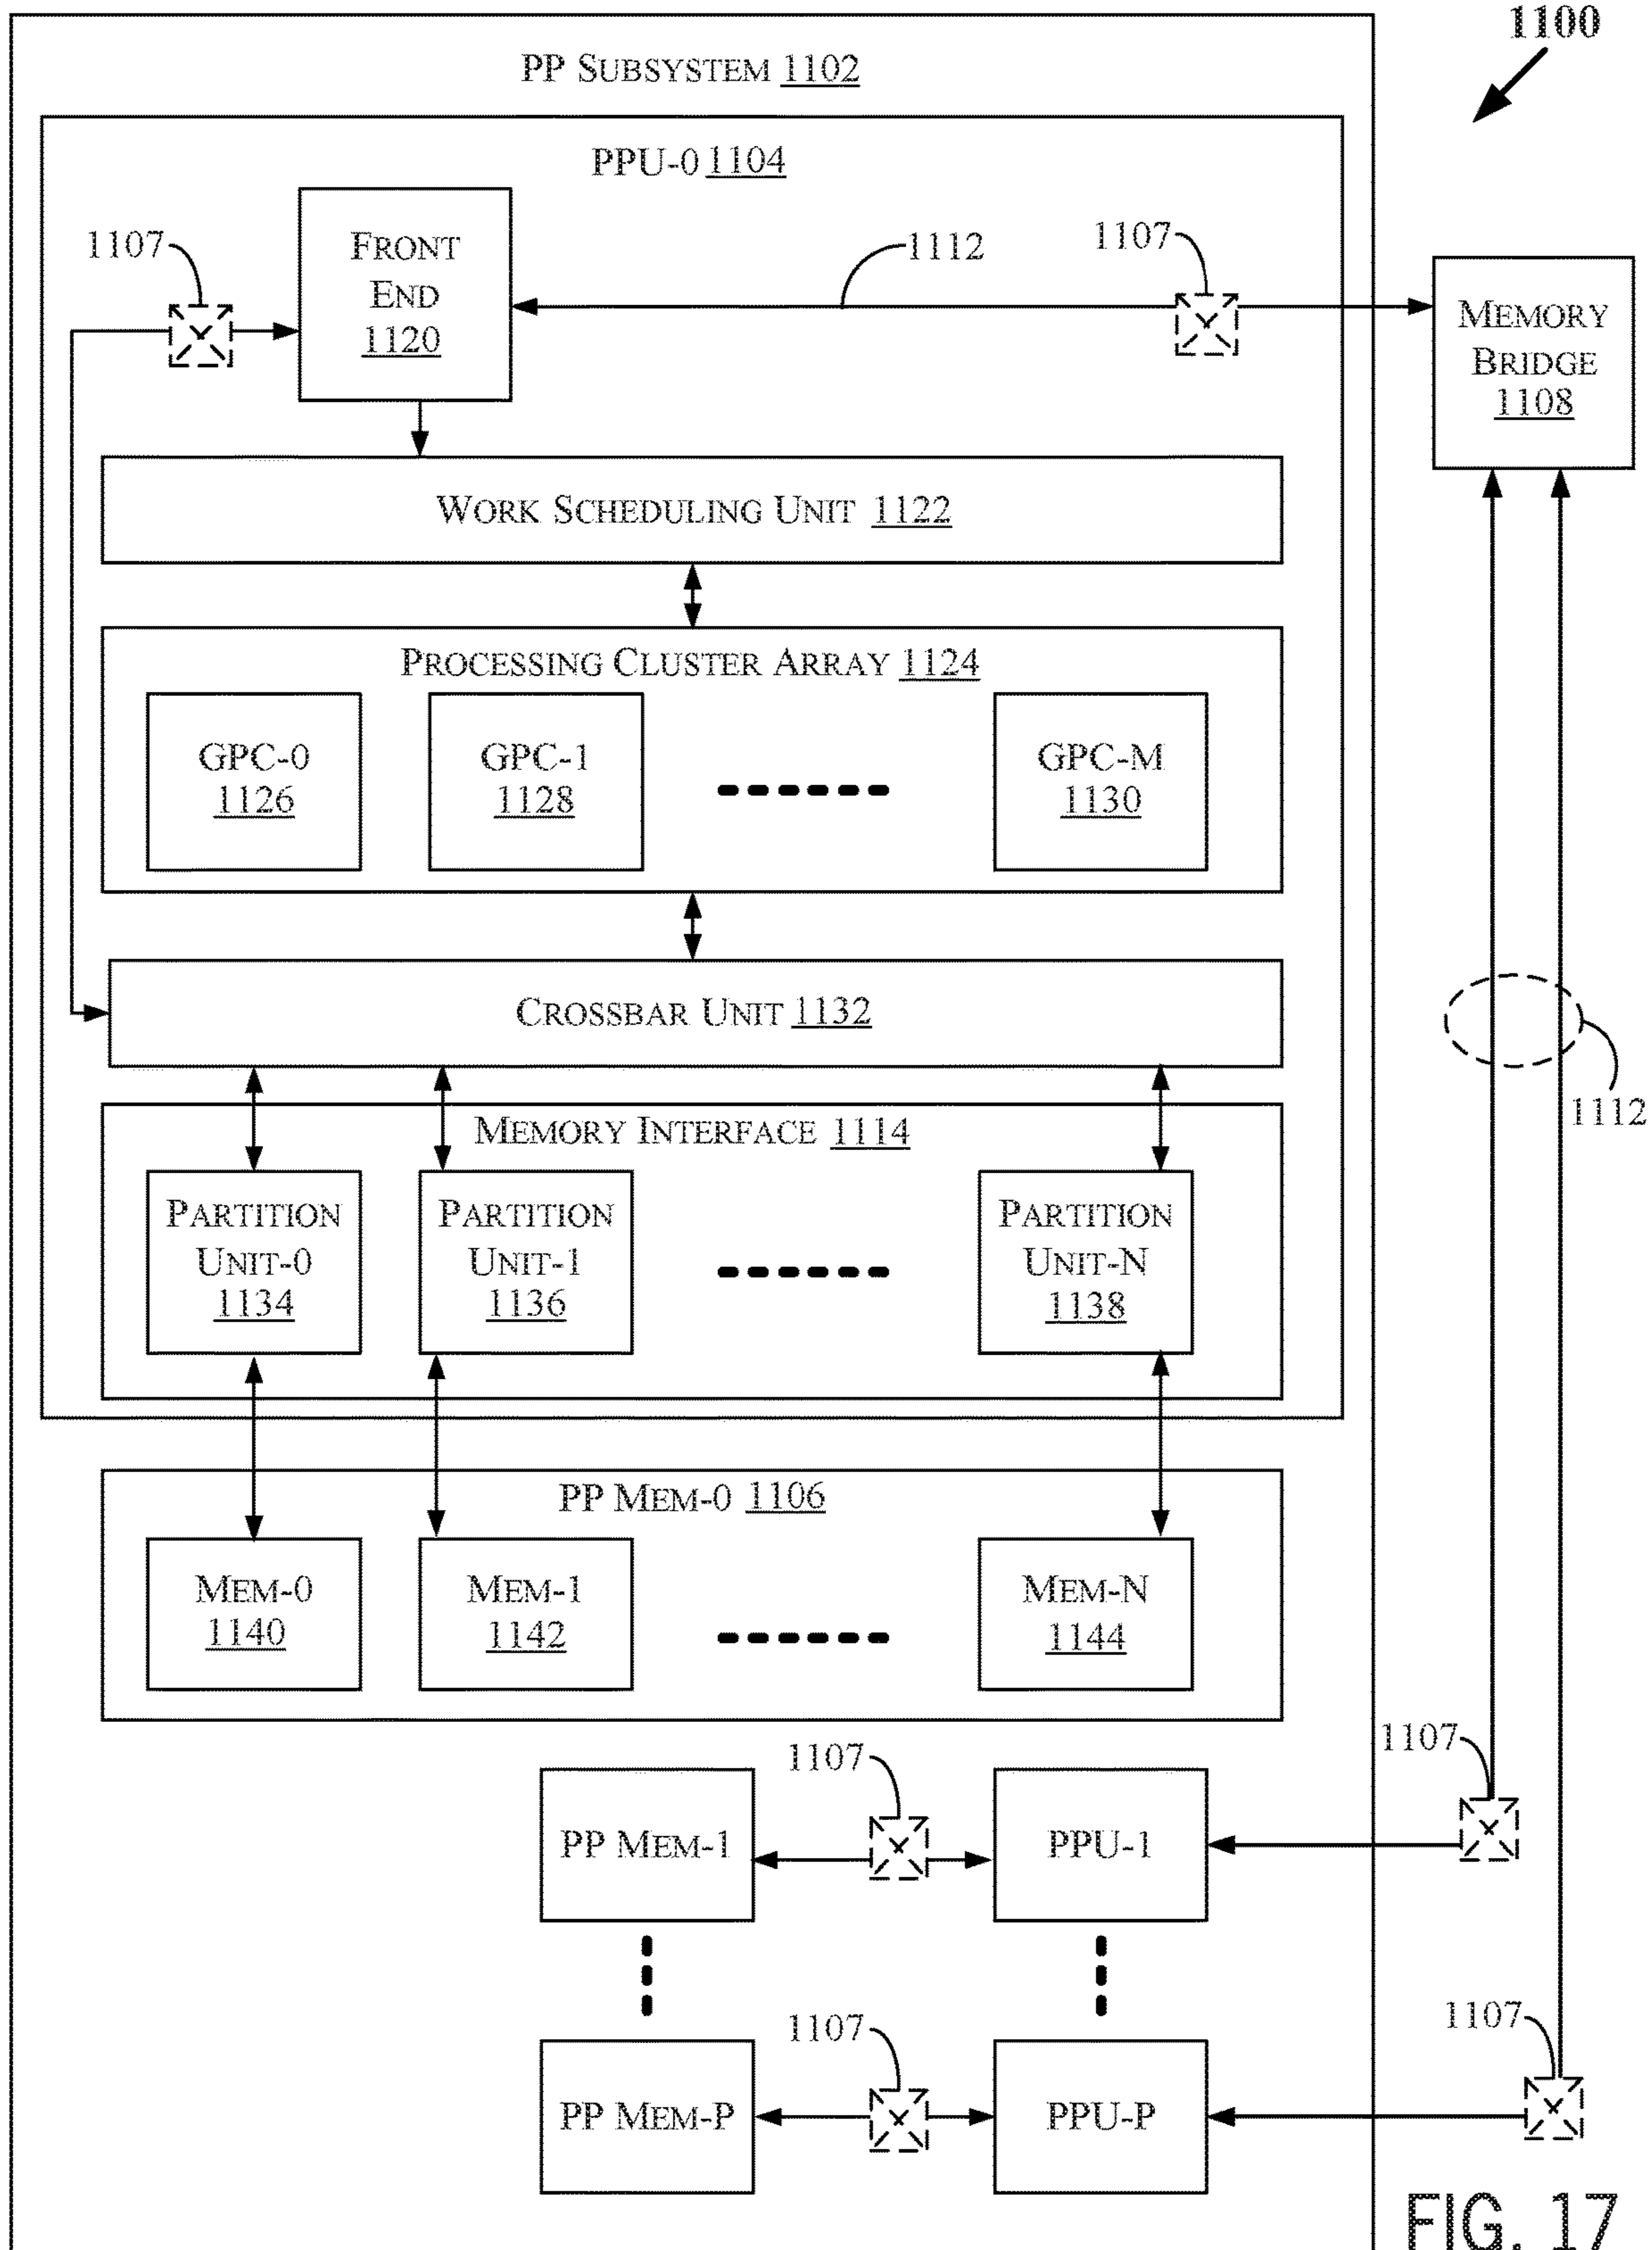 1100
PP SUBSYSTEM 1102
PPU-0 1104
1107
FRONT
END
1120
1112
1107
MEMORY
BRIDGE
1108
WORK SCHEDULING UNIT 1122
PROCESSING CLUSTER ARRAY 1124
GPC-0
1126
GPC-1
1128
GPC-M
1130
CROSSBAR UNIT 1132
1112
MEMORY INTERFACE 1114
PARTITION
UNIT-0
1134
PARTITION
UNIT-1
1136
PARTITION
UNIT-N
1138
PP MEM-0 1106
MEM-0
1140
MEM-1
1142
MEM-N
1144
1107
1107
PP MEM-1
PPU-1
1107
1107
PP MEM-P
PPU-P
FIG. 17